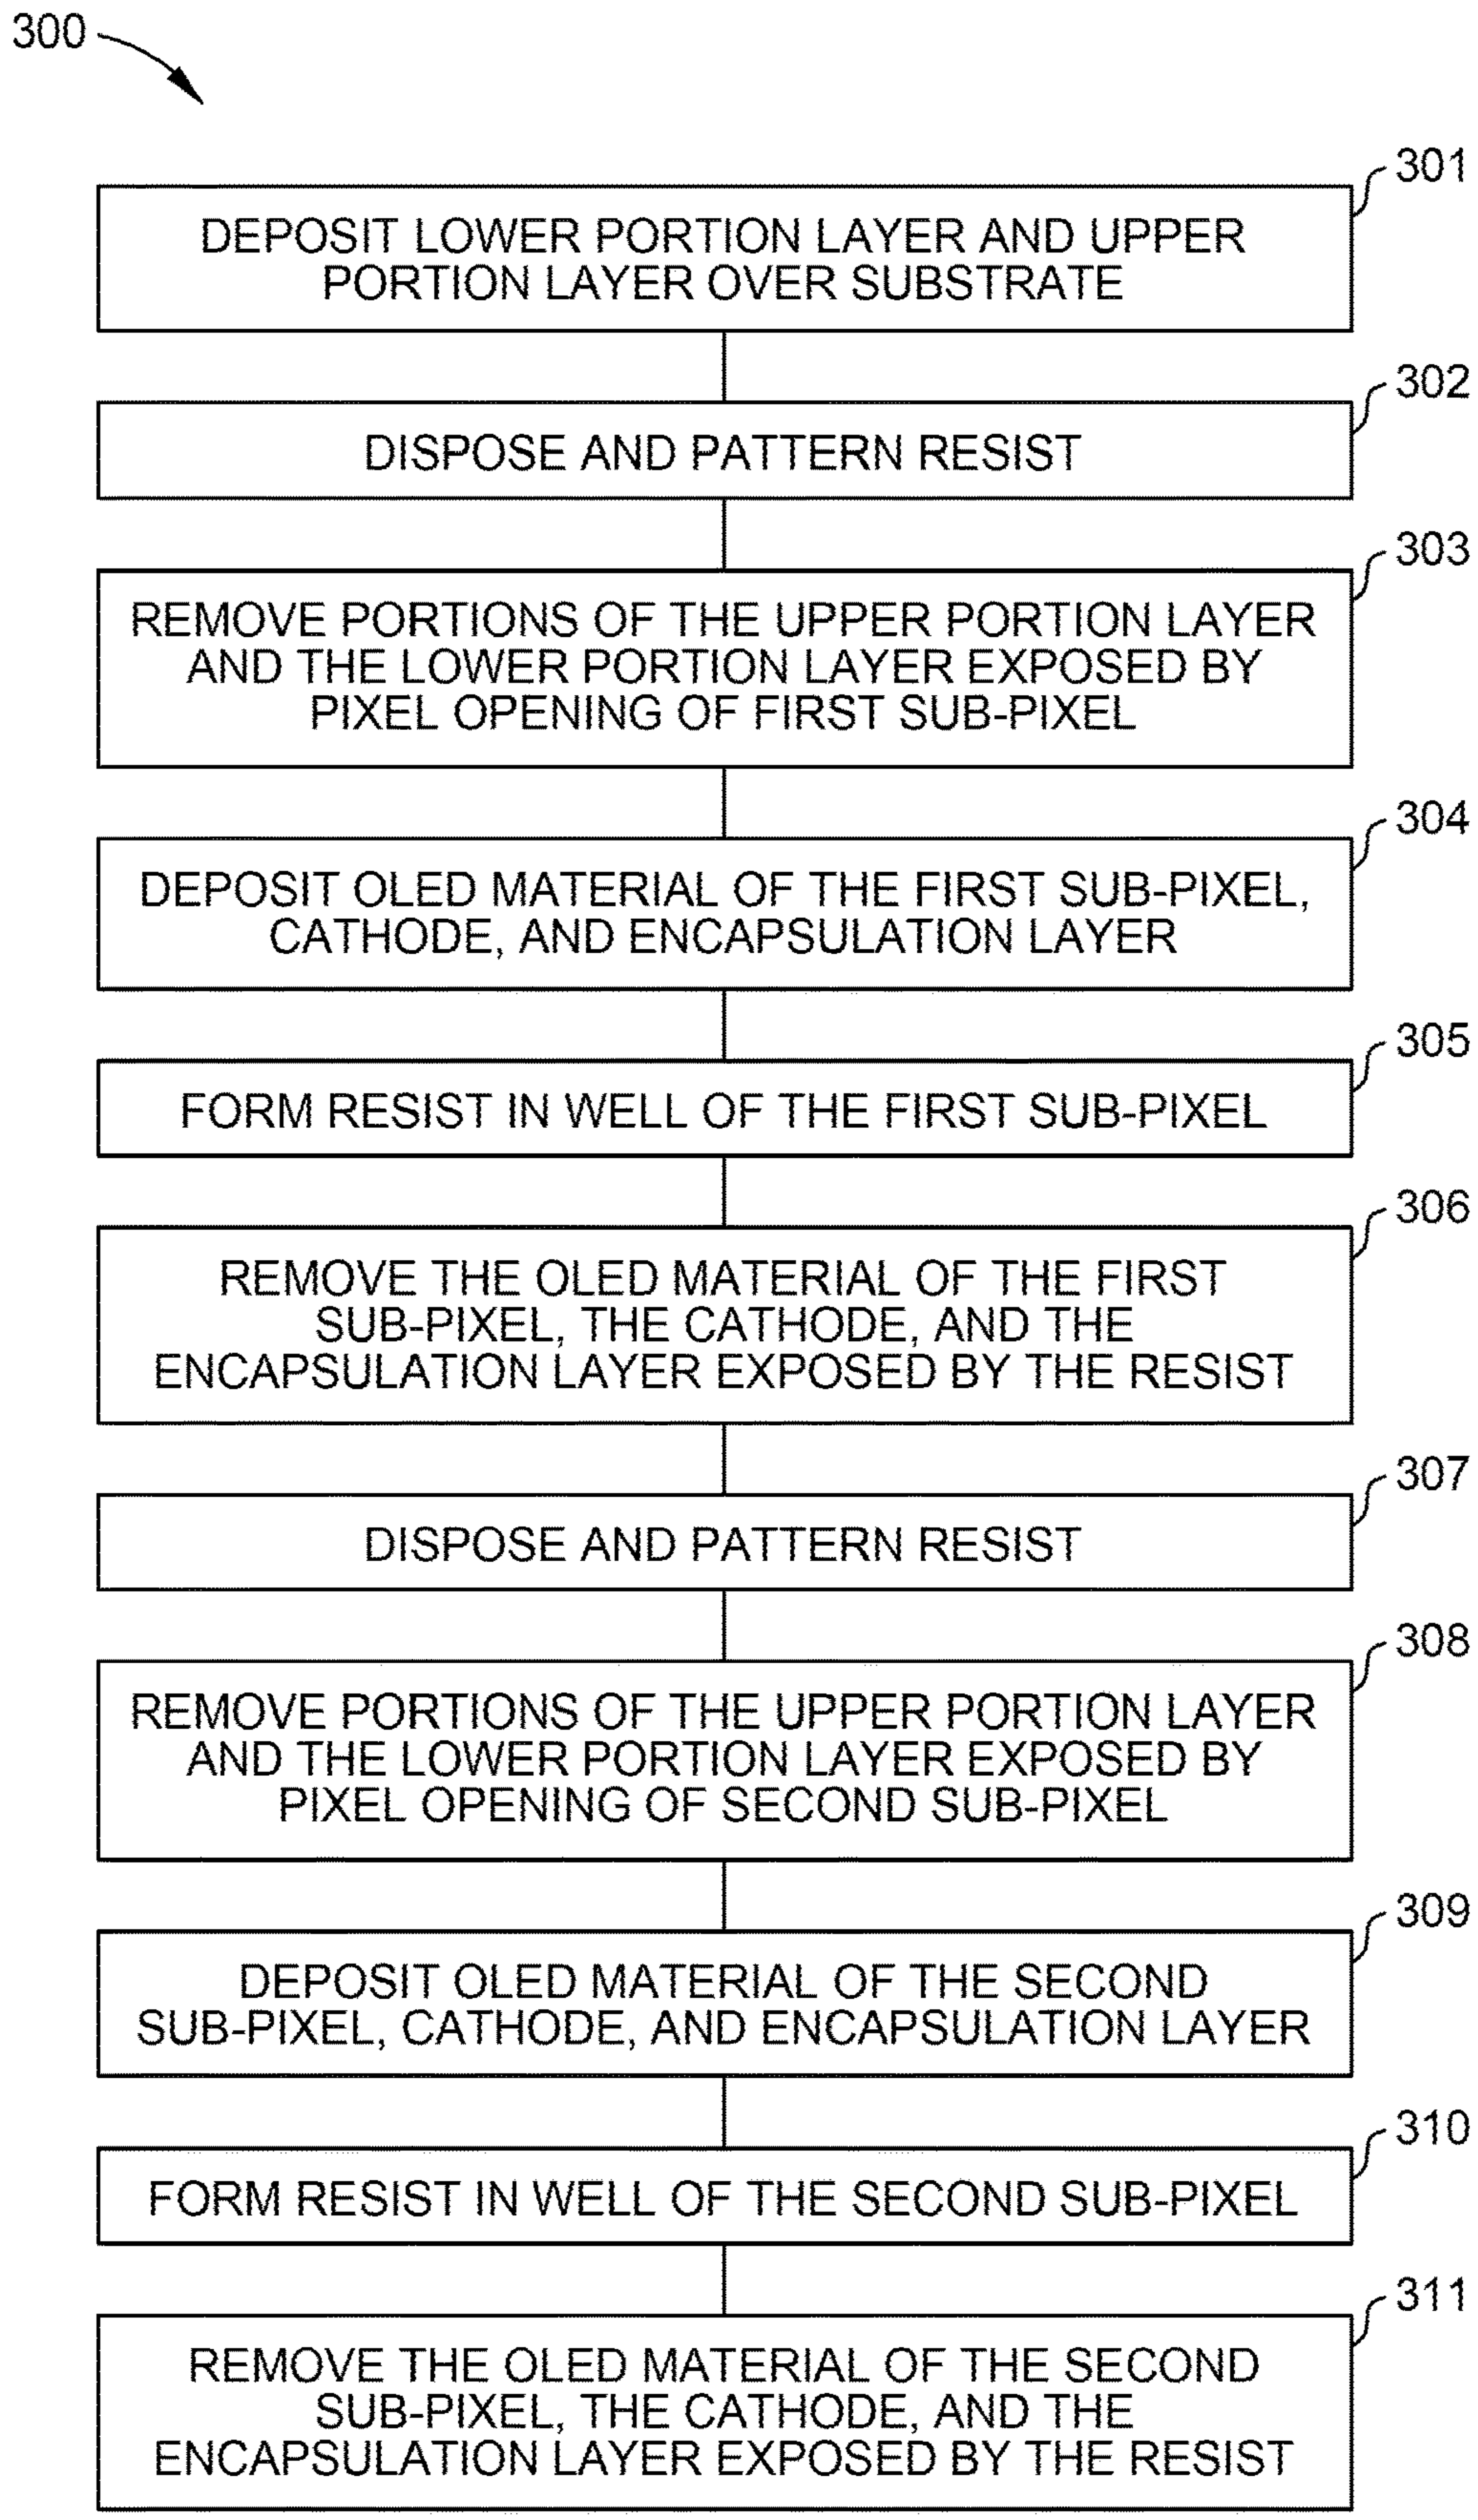 300
301
DEPOSIT LOWER PORTION LAYER AND UPPER
PORTION LAYER OVER SUBSTRATE
302
DISPOSE AND PATTERN RESIST
303
REMOVE PORTIONS OF THE UPPER PORTION LAYER
AND THE LOWER PORTION LAYER EXPOSED BY
PIXEL OPENING OF FIRST SUB-PIXEL
304
DEPOSIT OLED MATERIAL OF THE FIRST SUB-PIXEL,
CATHODE, AND ENCAPSULATION LAYER
305
FORM RESIST IN WELL OF THE FIRST SUB-PIXEL
306
REMOVE THE OLED MATERIAL OF THE FIRST
SUB-PIXEL, THE CATHODE, AND THE
ENCAPSULATION LAYER EXPOSED BY THE RESIST
307
DISPOSE AND PATTERN RESIST
308
REMOVE PORTIONS OF THE UPPER PORTION LAYER
AND THE LOWER PORTION LAYER EXPOSED BY
PIXEL OPENING OF SECOND SUB-PIXEL
309
DEPOSIT OLED MATERIAL OF THE SECOND
SUB-PIXEL, CATHODE, AND ENCAPSULATION LAYER
310
FORM RESIST IN WELL OF THE SECOND SUB-PIXEL
311
REMOVE THE OLED MATERIAL OF THE SECOND
SUB-PIXEL, THE CATHODE, AND THE
ENCAPSULATION LAYER EXPOSED BY THE RESIST